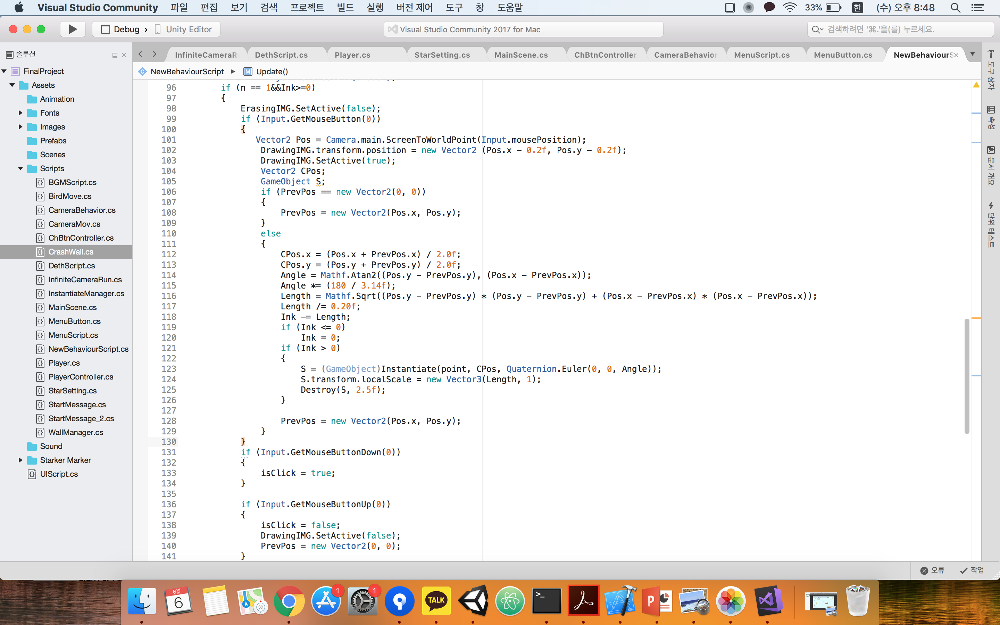 Visual Studio Community 파일 편집 보기 검색 프로젝트 빌드 실행 버전 제어 도구 창 도움말 33% 한 (수) 오후 8:48
Debug › Unity Editor
Visual Studio Community 2017 for Mac
검색하려면 '⌘.'을(를) 누르세요.
솔루션
FinalProject
Assets
Animation
Fonts
Images
Prefabs
Scenes
Scripts
BGMScript.cs
BirdMove.cs
CameraBehavior.cs
CameraMov.cs
ChBtnController.cs
CrashWall.cs
DethScript.cs
InfiniteCameraRun.cs
InstantiateManager.cs
MainScene.cs
MenuButton.cs
MenuScript.cs
NewBehaviourScript.cs
Player.cs
PlayerController.cs
StarSetting.cs
StartMessage.cs
StartMessage_2.cs
WallManager.cs
Sound
Starker Marker
UIScript.cs
InfiniteCameraR DethScript.cs Player.cs StarSetting.cs MainScene.cs ChBtnController CameraBehavior MenuScript.cs MenuButton.cs NewBehaviourS
NewBehaviourScript ▸ M Update()
96 if (n == 1&&Ink>=0)
97 {
98 ErasingIMG.SetActive(false);
99 if (Input.GetMouseButton(0))
100 {
101 Vector2 Pos = Camera.main.ScreenToWorldPoint(Input.mousePosition);
102 DrawingIMG.transform.position = new Vector2 (Pos.x - 0.2f, Pos.y - 0.2f);
103 DrawingIMG.SetActive(true);
104 Vector2 CPos;
105 GameObject S;
106 if (PrevPos == new Vector2(0, 0))
107 {
108 PrevPos = new Vector2(Pos.x, Pos.y);
109 }
110 else
111 {
112 CPos.x = (Pos.x + PrevPos.x) / 2.0f;
113 CPos.y = (Pos.y + PrevPos.y) / 2.0f;
114 Angle = Mathf.Atan2((Pos.y - PrevPos.y), (Pos.x - PrevPos.x));
115 Angle *= (180 / 3.14f);
116 Length = Mathf.Sqrt((Pos.y - PrevPos.y) * (Pos.y - PrevPos.y) + (Pos.x - PrevPos.x) * (Pos.x - PrevPos.x));
117 Length /= 0.20f;
118 Ink -= Length;
119 if (Ink <= 0)
120 Ink = 0;
121 if (Ink > 0)
122 {
123 S = (GameObject)Instantiate(point, CPos, Quaternion.Euler(0, 0, Angle));
124 S.transform.localScale = new Vector3(Length, 1);
125 Destroy(S, 2.5f);
126 }
127
128 PrevPos = new Vector2(Pos.x, Pos.y);
129 }
130 }
131 if (Input.GetMouseButtonDown(0))
132 {
133 isClick = true;
134 }
135
136 if (Input.GetMouseButtonUp(0))
137 {
138 isClick = false;
139 DrawingIMG.SetActive(false);
140 PrevPos = new Vector2(0, 0);
141 }
도구 상자
속성
문서 개요
단위 테스트
오류 작업
6월
6
3D
1
1
TALK
>_
P